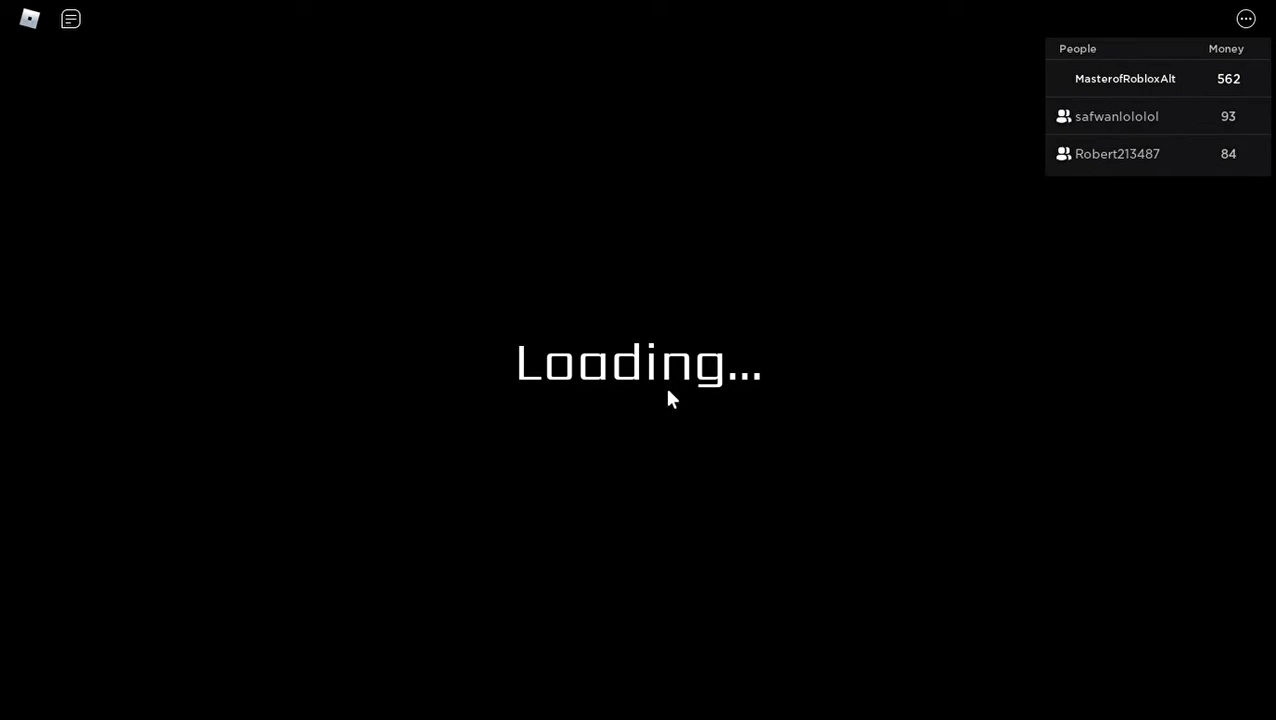 People Money
MasterofRobloxAlt 562
safwanlololol 93
Robert213487 84
Loading...